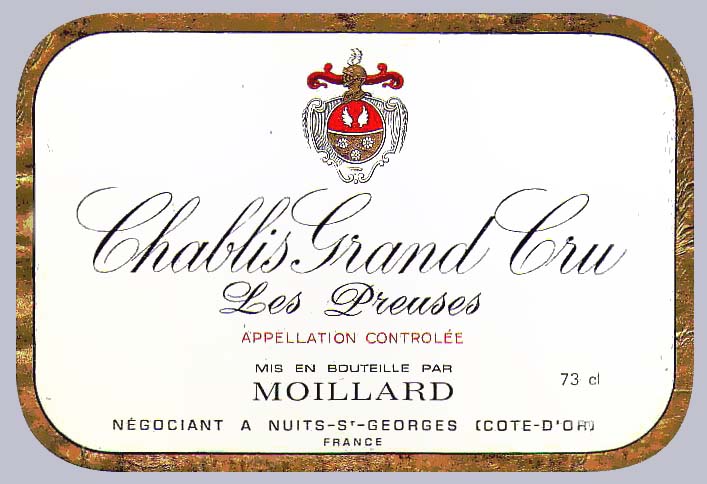 Chablis Grand Cru
Les Preuses
APPELLATION CONTROLÉE
MIS EN BOUTEILLE PAR
MOILLARD
73 cl
NÉGOCIANT A NUITS-St-GEORGES (COTE-D'OR)
FRANCE